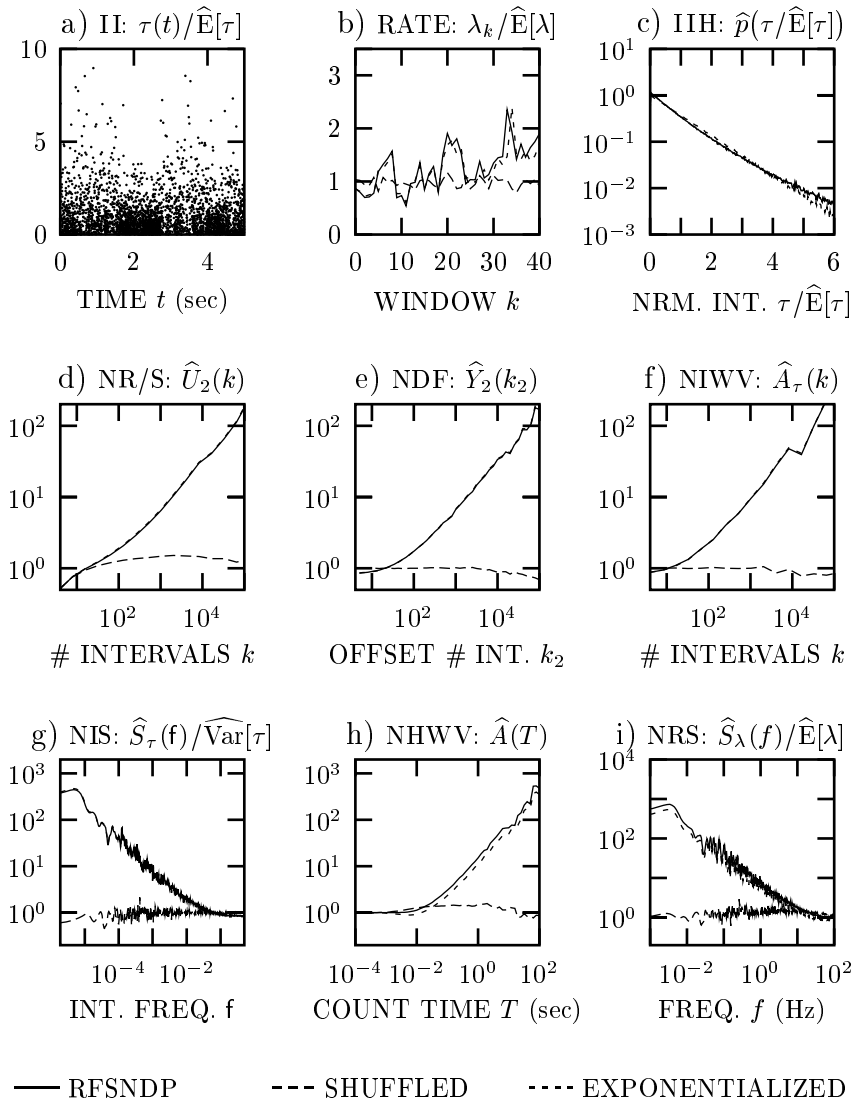 a) II: τ(t)/Ê[τ]
b) RATE: λ_k/Ê[λ]
c) IIH: p̂(τ/Ê[τ])
10
5
0
0 2 4
TIME t (sec)
3
2
1
0
0 10 20 30 40
WINDOW k
10^1
10^0
10^−1
10^−2
10^−3
0 2 4 6
NRM. INT. τ/Ê[τ]
d) NR/S: Û_2(k)
e) NDF: Ŷ_2(k_2)
f) NIWV: Â_τ(k)
10^2
10^1
10^0
10^2 10^4
# INTERVALS k
10^2
10^1
10^0
10^2 10^4
OFFSET # INT. k_2
10^2
10^1
10^0
10^2 10^4
# INTERVALS k
g) NIS: Ŝ_τ(f)/V̂ar[τ]
h) NHWV: Â(T)
i) NRS: Ŝ_λ(f)/Ê[λ]
10^3
10^2
10^1
10^0
10^−4 10^−2
INT. FREQ. f
10^3
10^2
10^1
10^0
10^−4 10^−2 10^0 10^2
COUNT TIME T (sec)
10^4
10^2
10^0
10^−2 10^0 10^2
FREQ. f (Hz)
RFSNDP
SHUFFLED
EXPONENTIALIZED